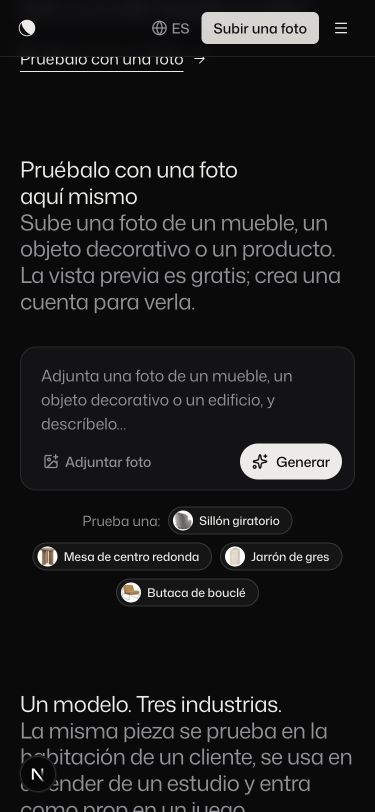 ES
Subir una foto
Pruébalo con una foto →
Pruébalo con una foto
aquí mismo
Sube una foto de un mueble, un
objeto decorativo o un producto.
La vista previa es gratis; crea una
cuenta para verla.
Adjunta una foto de un mueble, un
objeto decorativo o un edificio, y
descríbelo...
Adjuntar foto
Generar
Prueba una:
Sillón giratorio
Mesa de centro redonda
Jarrón de gres
Butaca de bouclé
Un modelo. Tres industrias.
La misma pieza se prueba en la
habitación de un cliente, se usa en
render de un estudio y entra
como prop en un juego
N